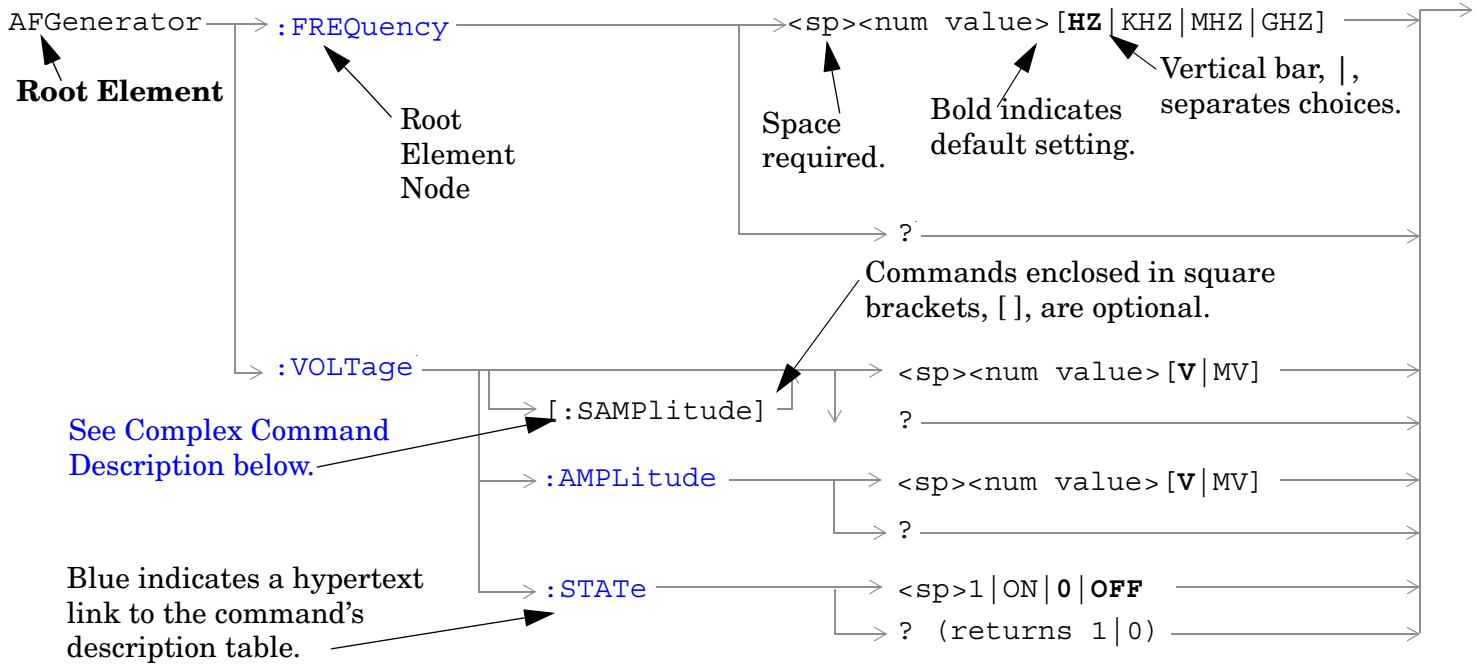 AFGenerator
:FREQuency
<sp><num value>[HZ|KHZ|MHZ|GHZ]
Root Element
Root
Element
Node
Space
required.
Bold indicates
default setting.
Vertical bar, |,
separates choices.
?
Commands enclosed in square
brackets, [ ], are optional.
:VOLTage
<sp><num value>[V|MV]
[:SAMPlitude]
?
See Complex Command
Description below.
:AMPLitude
<sp><num value>[V|MV]
?
Blue indicates a hypertext
link to the command's
description table.
:STATe
<sp>1|ON|0|OFF
? (returns 1|0)